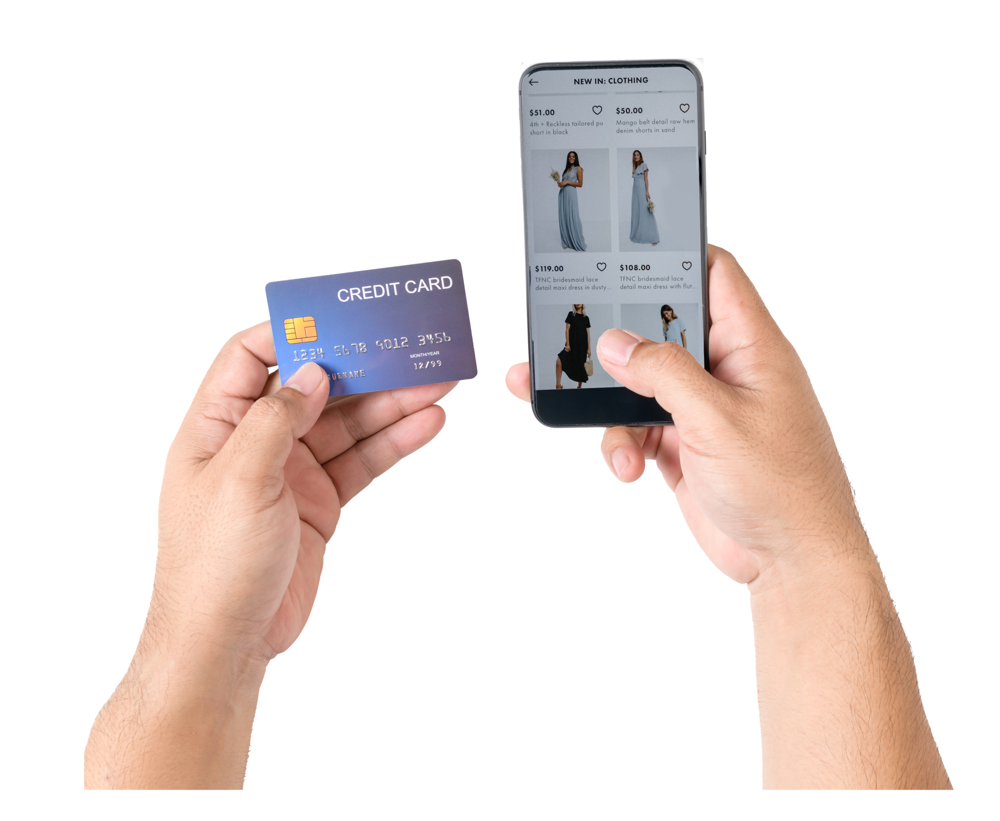 CREDIT CARD
1234 5678 9012 3456
MONTH/YEAR
12/99
SURNAME
NEW IN: CLOTHING
$51.00
4th + Reckless tailored pu
short in black
$50.00
Mango belt detail raw hem
denim shorts in sand
$119.00
TFNC bridesmaid lace
detail maxi dress in dusty...
$108.00
TFNC bridesmaid lace
detail maxi dress with flut...